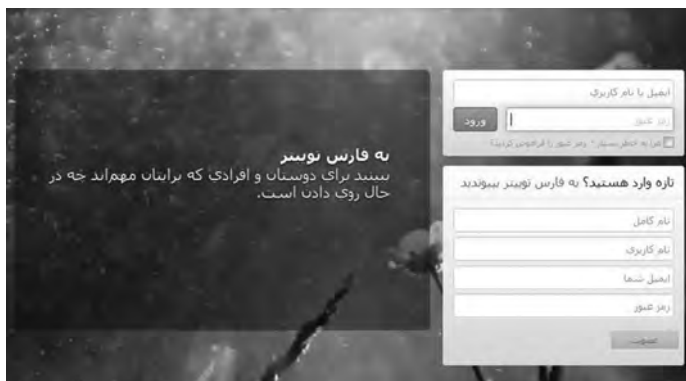 به فارس توییتر
ببینید برای دوستان و افرادی که برایتان مهم‌اند چه در
حال روی دادن است.
ایمیل یا نام کاربری
رمز عبور
ورود
مرا به خاطر بسپار · رمز عبور را فراموش کردید؟
تازه وارد هستید؟ به فارس توییتر بپیوندید
نام کامل
نام کاربری
ایمیل شما
رمز عبور
عضویت